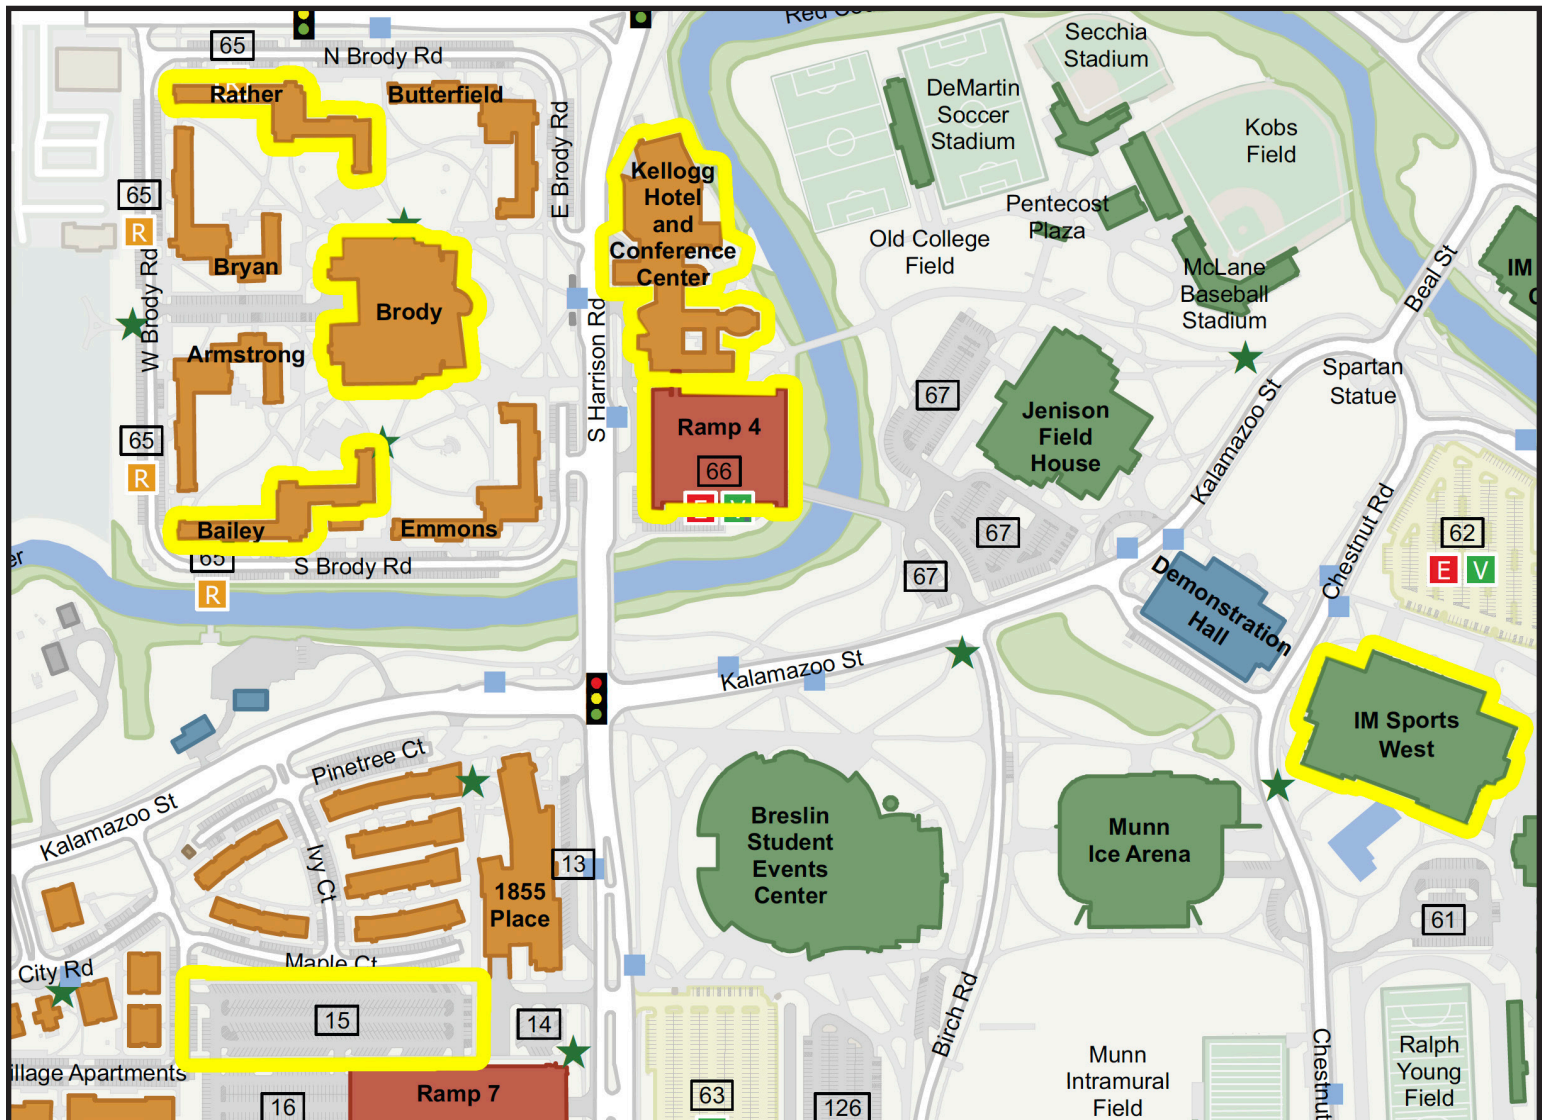 Red
65
N Brody Rd
Rather
Butterfield
E Brody Rd
65
R
W Brody Rd
Bryan
Brody
Armstrong
65
R
Bailey
Emmons
65
R
S Brody Rd
S Harrison Rd
Kellogg
Hotel
and
Conference
Center
Ramp 4
66
Secchia
Stadium
DeMartin
Soccer
Stadium
Kobs
Field
Pentecost
Plaza
Old College
Field
McLane
Baseball
Stadium
Beal St
IM
Spartan
Statue
67
Jenison
Field
House
67
67
Kalamazoo St
Chestnut Rd
62
E
V
Demonstration
Hall
Kalamazoo St
IM Sports
West
Pinetree Ct
Kalamazoo St
Ivy Ct
13
1855
Place
Breslin
Student
Events
Center
Munn
Ice Arena
61
Maple Ct
City Rd
15
14
Birch Rd
illage Apartments
16
Ramp 7
63
126
Munn
Intramural
Field
Chestnut
Ralph
Young
Field